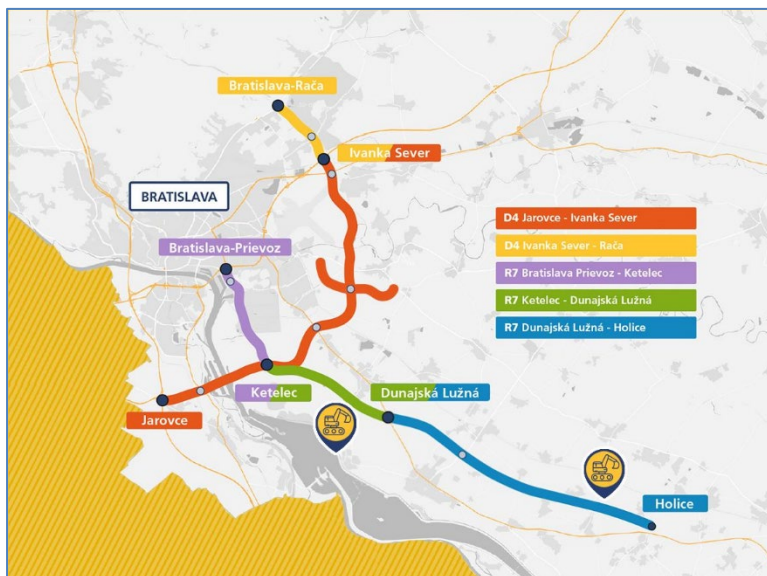 Bratislava-Rača
Ivanka Sever
BRATISLAVA
Bratislava-Prievoz
D4 Jarovce - Ivanka Sever
D4 Ivanka Sever - Rača
R7 Bratislava Prievoz - Ketelec
R7 Ketelec - Dunajská Lužná
R7 Dunajská Lužná - Holice
Ketelec
Dunajská Lužná
Jarovce
Holice